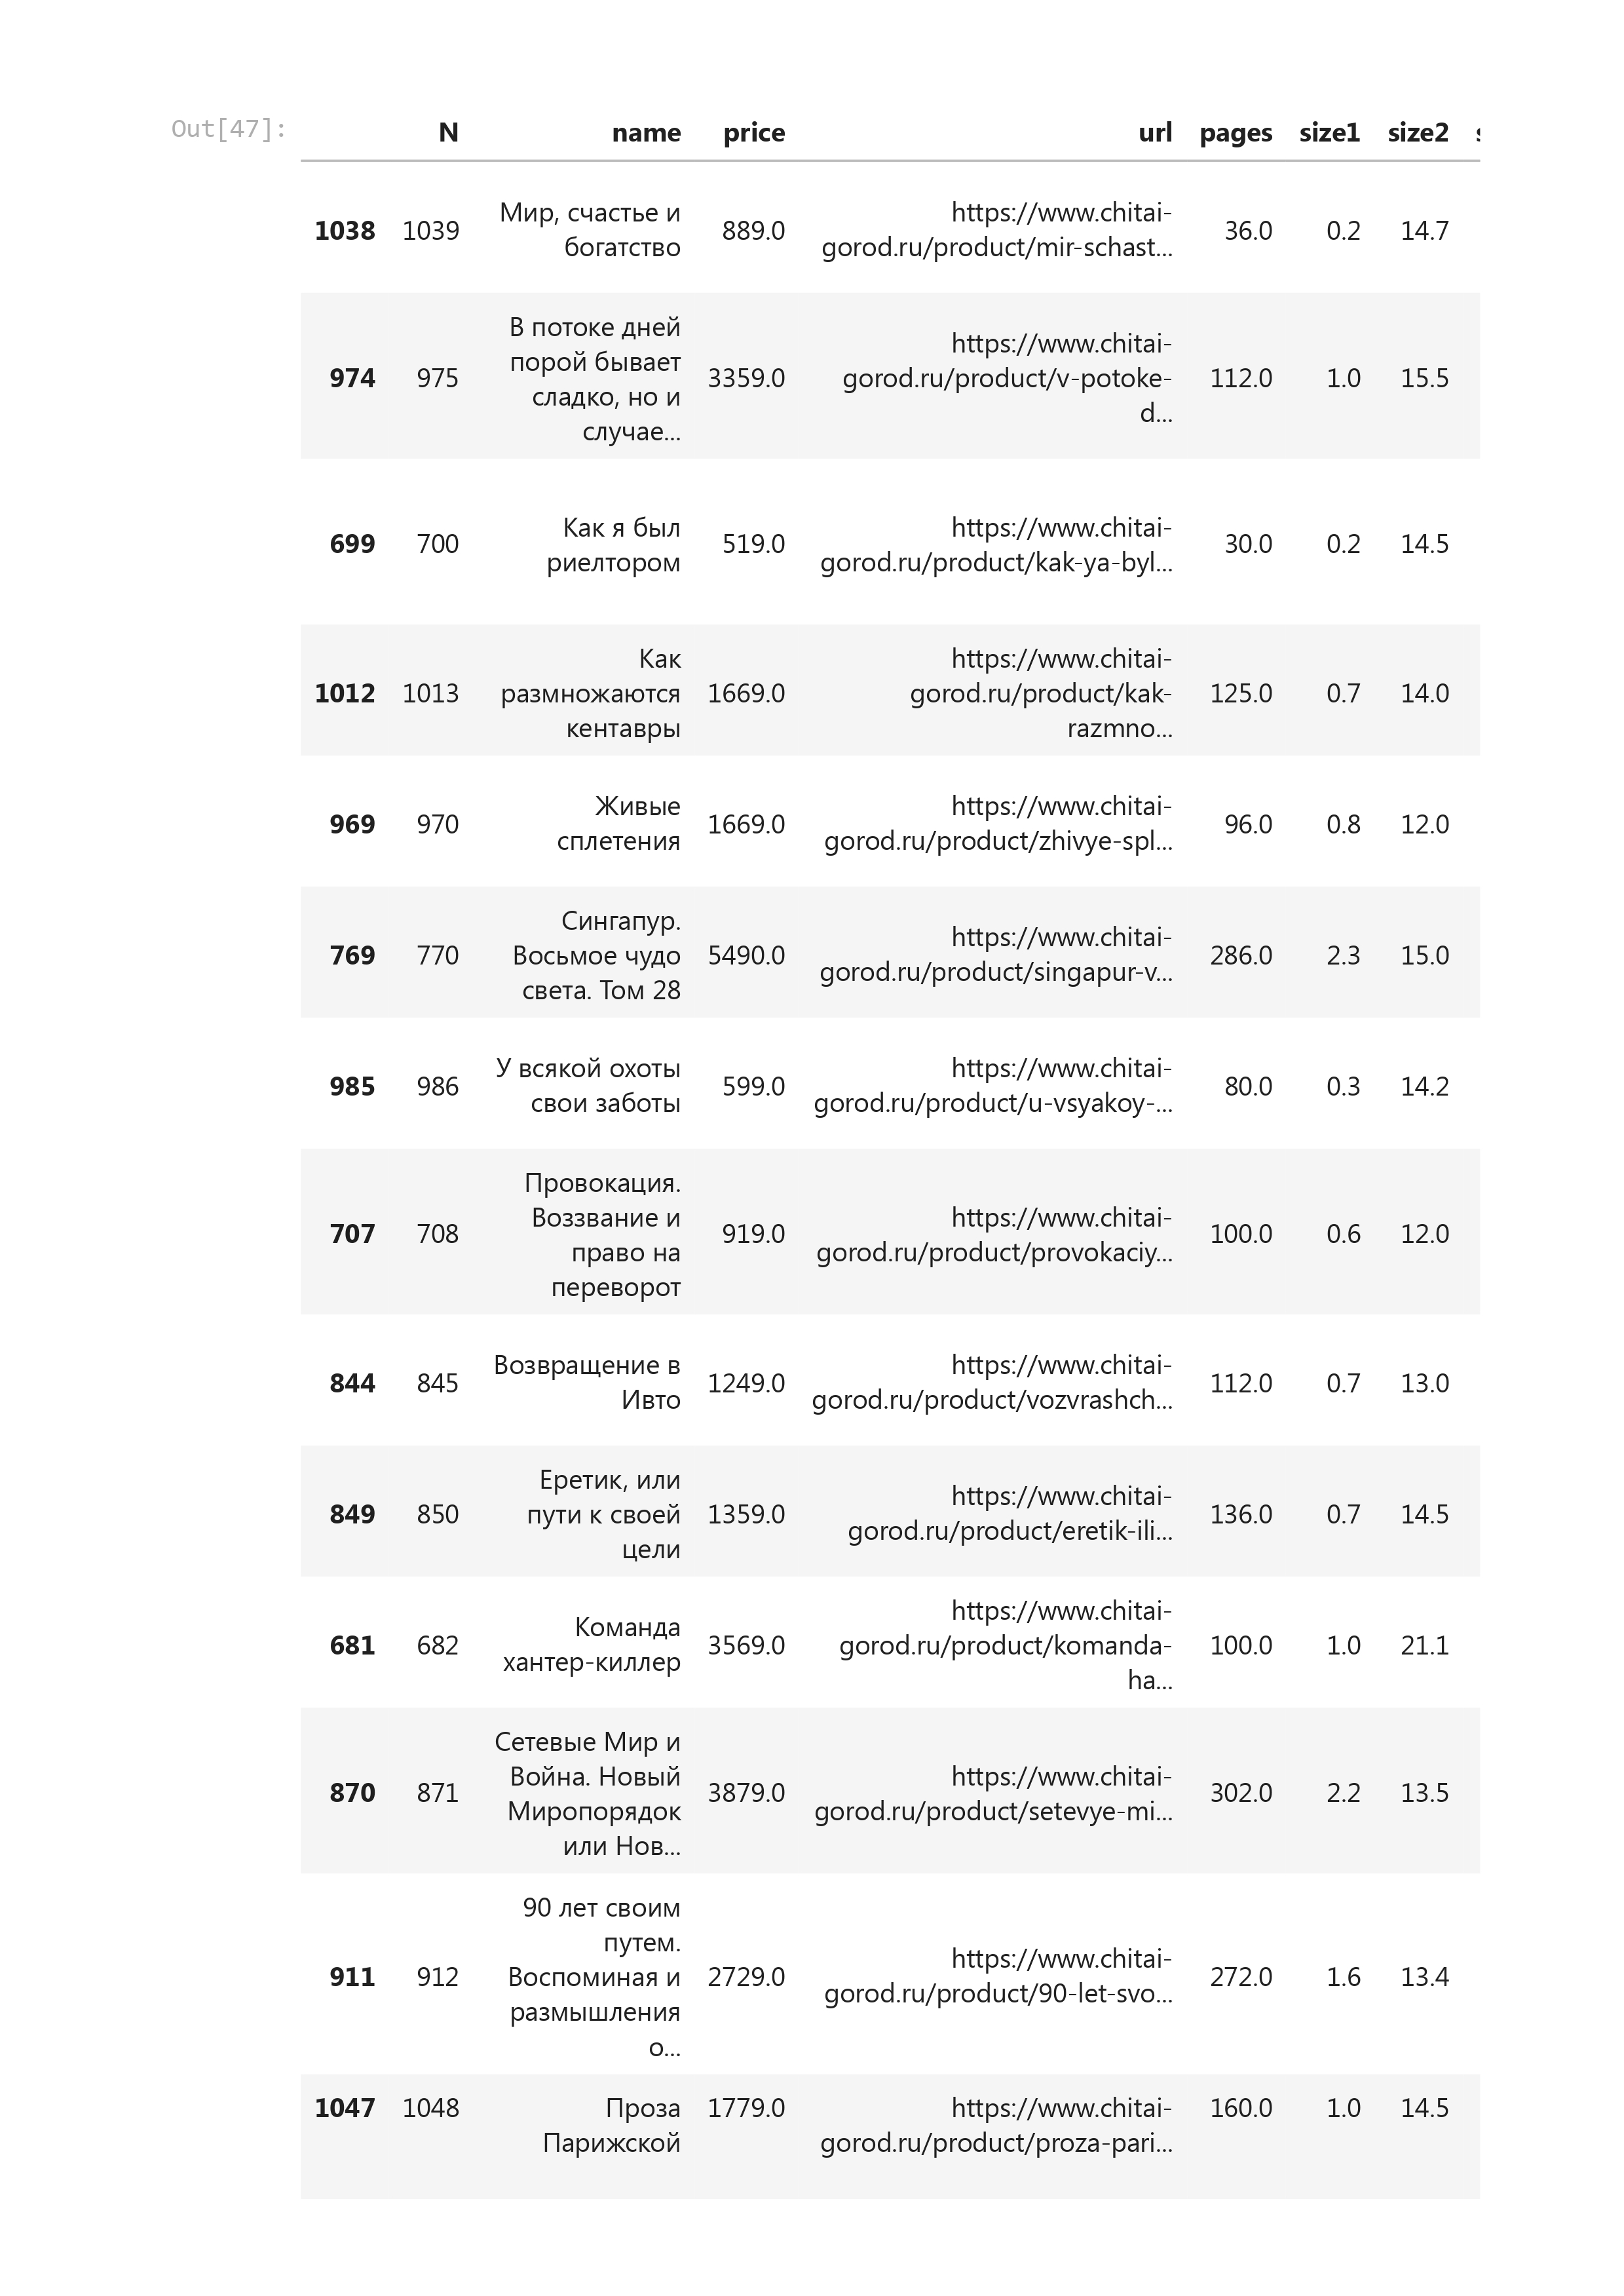 Out[47]:
N name price url pages size1 size2
1038 1039 Мир, счастье и богатство 889.0 https://www.chitai-gorod.ru/product/mir-schast... 36.0 0.2 14.7
974 975 В потоке дней порой бывает сладко, но и случае... 3359.0 https://www.chitai-gorod.ru/product/v-potoke-d... 112.0 1.0 15.5
699 700 Как я был риелтором 519.0 https://www.chitai-gorod.ru/product/kak-ya-byl... 30.0 0.2 14.5
1012 1013 Как размножаются кентавры 1669.0 https://www.chitai-gorod.ru/product/kak-razmno... 125.0 0.7 14.0
969 970 Живые сплетения 1669.0 https://www.chitai-gorod.ru/product/zhivye-spl... 96.0 0.8 12.0
769 770 Сингапур. Восьмое чудо света. Том 28 5490.0 https://www.chitai-gorod.ru/product/singapur-v... 286.0 2.3 15.0
985 986 У всякой охоты свои заботы 599.0 https://www.chitai-gorod.ru/product/u-vsyakoy-... 80.0 0.3 14.2
707 708 Провокация. Воззвание и право на переворот 919.0 https://www.chitai-gorod.ru/product/provokaciy... 100.0 0.6 12.0
844 845 Возвращение в Ивто 1249.0 https://www.chitai-gorod.ru/product/vozvrashch... 112.0 0.7 13.0
849 850 Еретик, или пути к своей цели 1359.0 https://www.chitai-gorod.ru/product/eretik-ili... 136.0 0.7 14.5
681 682 Команда хантер-киллер 3569.0 https://www.chitai-gorod.ru/product/komanda-ha... 100.0 1.0 21.1
870 871 Сетевые Мир и Война. Новый Миропорядок или Нов... 3879.0 https://www.chitai-gorod.ru/product/setevye-mi... 302.0 2.2 13.5
911 912 90 лет своим путем. Воспоминая и размышления о... 2729.0 https://www.chitai-gorod.ru/product/90-let-svo... 272.0 1.6 13.4
1047 1048 Проза Парижской 1779.0 https://www.chitai-gorod.ru/product/proza-pari... 160.0 1.0 14.5